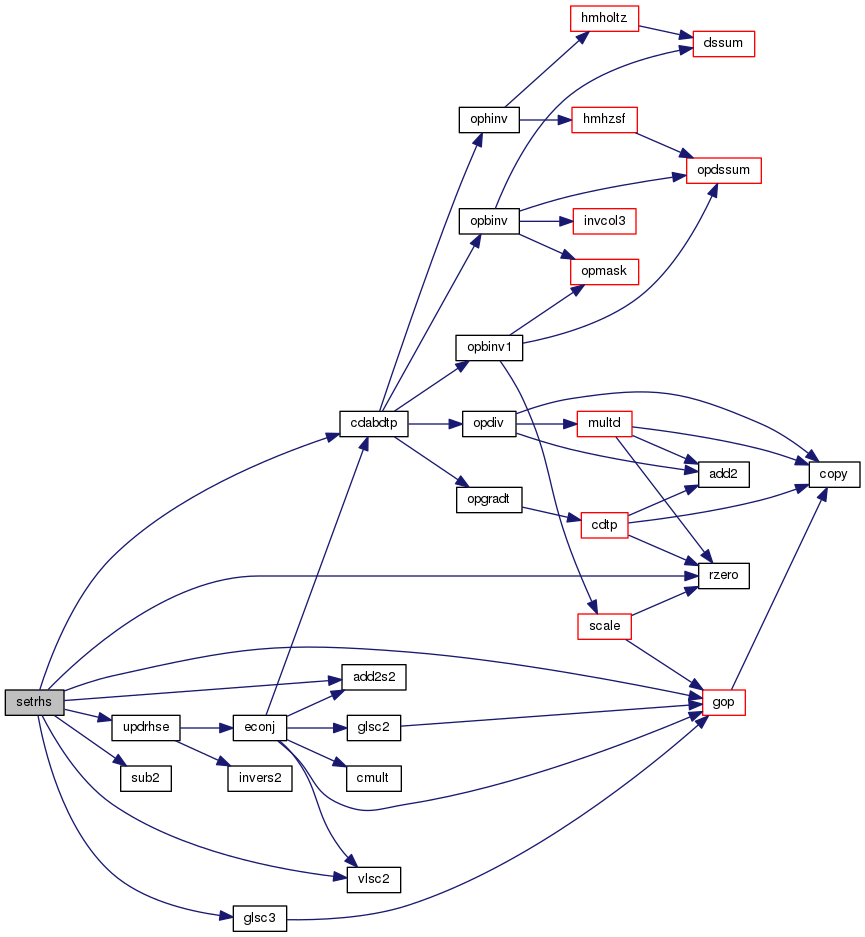 hmholtz
dssum
ophinv
hmhzsf
opdssum
opbinv
invcol3
opmask
opbinv1
cdabdtp
opdiv
multd
add2
copy
opgradt
cdtp
rzero
scale
add2s2
setrhs
gop
updrhse
econj
glsc2
sub2
invers2
cmult
vlsc2
glsc3